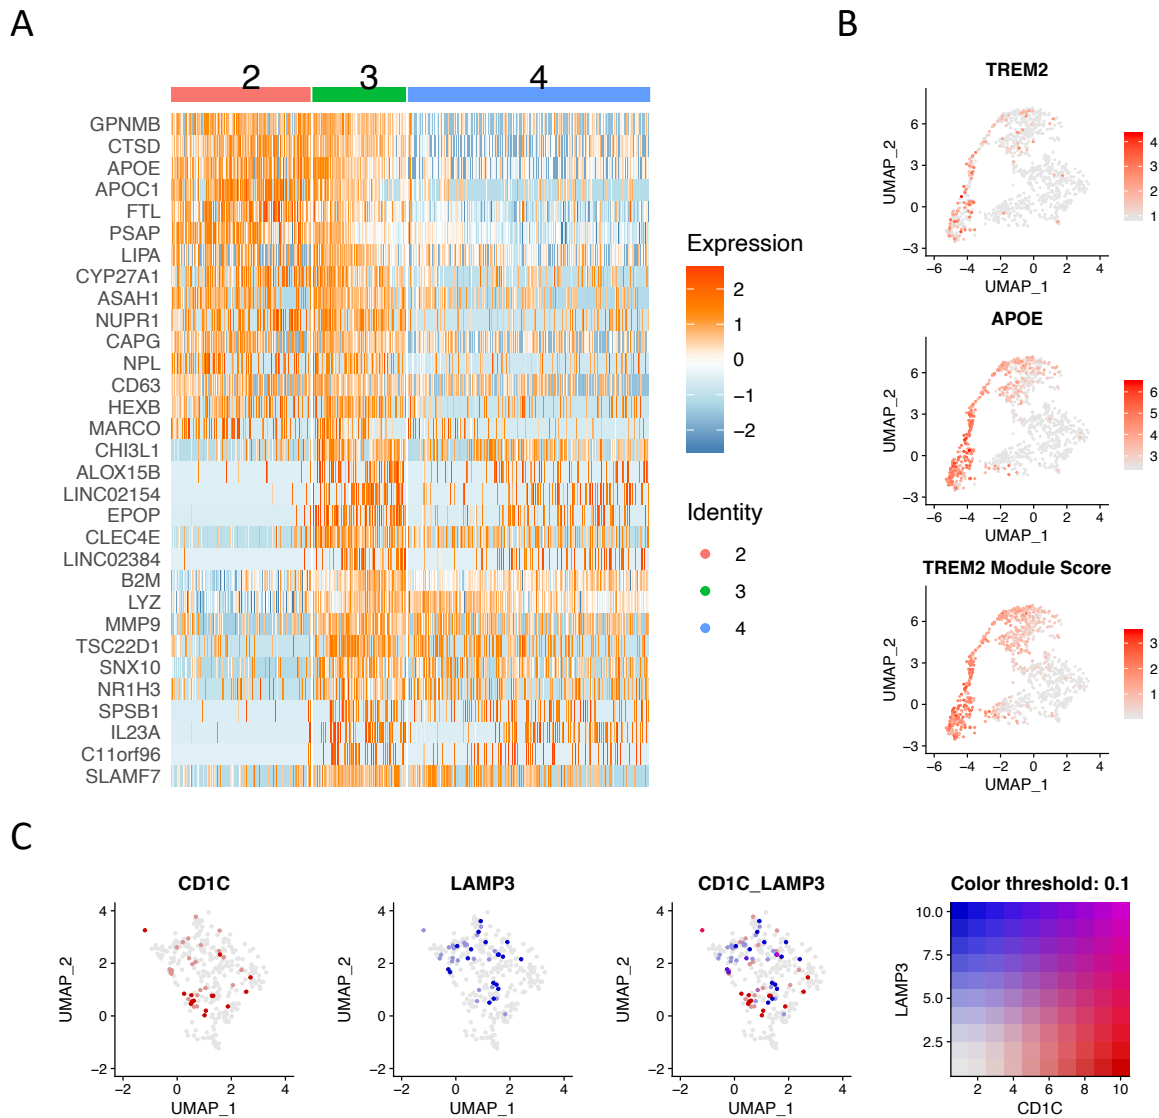 A
2 3 4
GPNMB
CTSD
APOE
APOC1
FTL
PSAP
LIPA
CYP27A1
ASAH1
NUPR1
CAPG
NPL
CD63
HEXB
MARCO
CHI3L1
ALOX15B
LINC02154
EPOP
CLEC4E
LINC02384
B2M
LYZ
MMP9
TSC22D1
SNX10
NR1H3
SPSB1
IL23A
C11orf96
SLAMF7
Expression
2
1
0
−1
−2
Identity
2
3
4
B
TREM2
UMAP_2
6
3
0
−3
−6 −4 −2 0 2 4
UMAP_1
4
3
2
1
APOE
UMAP_2
6
3
0
−3
−6 −4 −2 0 2 4
UMAP_1
6
5
4
3
TREM2 Module Score
UMAP_2
6
3
0
−3
−6 −4 −2 0 2 4
UMAP_1
3
2
1
C
CD1C
UMAP_2
4
2
0
−2
−2 0 2 4
UMAP_1
LAMP3
UMAP_2
4
2
0
−2
−2 0 2 4
UMAP_1
CD1C_LAMP3
UMAP_2
4
2
0
−2
−2 0 2 4
UMAP_1
Color threshold: 0.1
LAMP3
10.0
7.5
5.0
2.5
2 4 6 8 10
CD1C